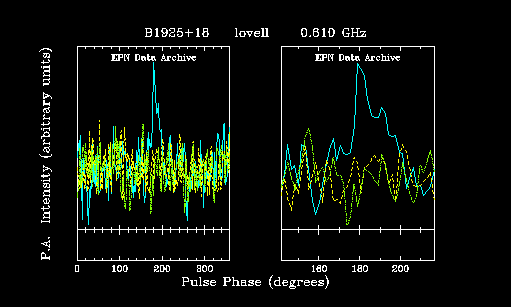 B1925+18 lovell 0.610 GHz
EPN Data Archive EPN Data Archive
P.A. Intensity (arbitrary units)
0 100 200 300 160 180 200
Pulse Phase (degrees)